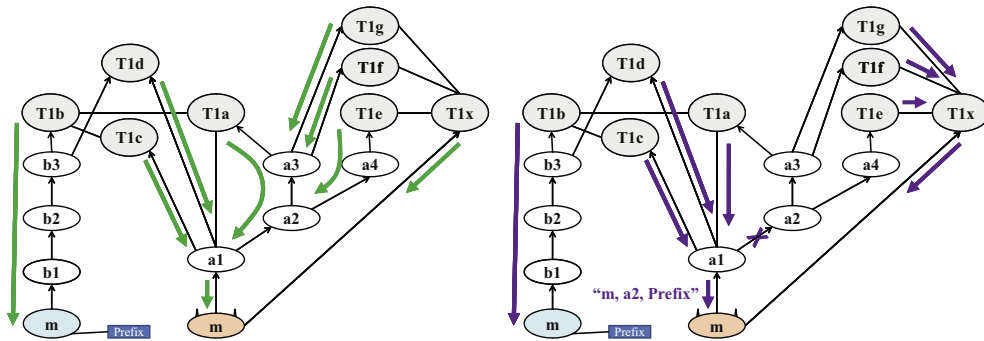 T1g
T1d T1f
T1b T1a T1e T1x
T1c
b3 a3 a4
b2 a2
a1
b1
m m
Prefix
T1g
T1d T1f
T1b T1a T1e T1x
T1c
b3 a3 a4
b2 a2
a1
b1
“m, a2, Prefix”
m m
Prefix